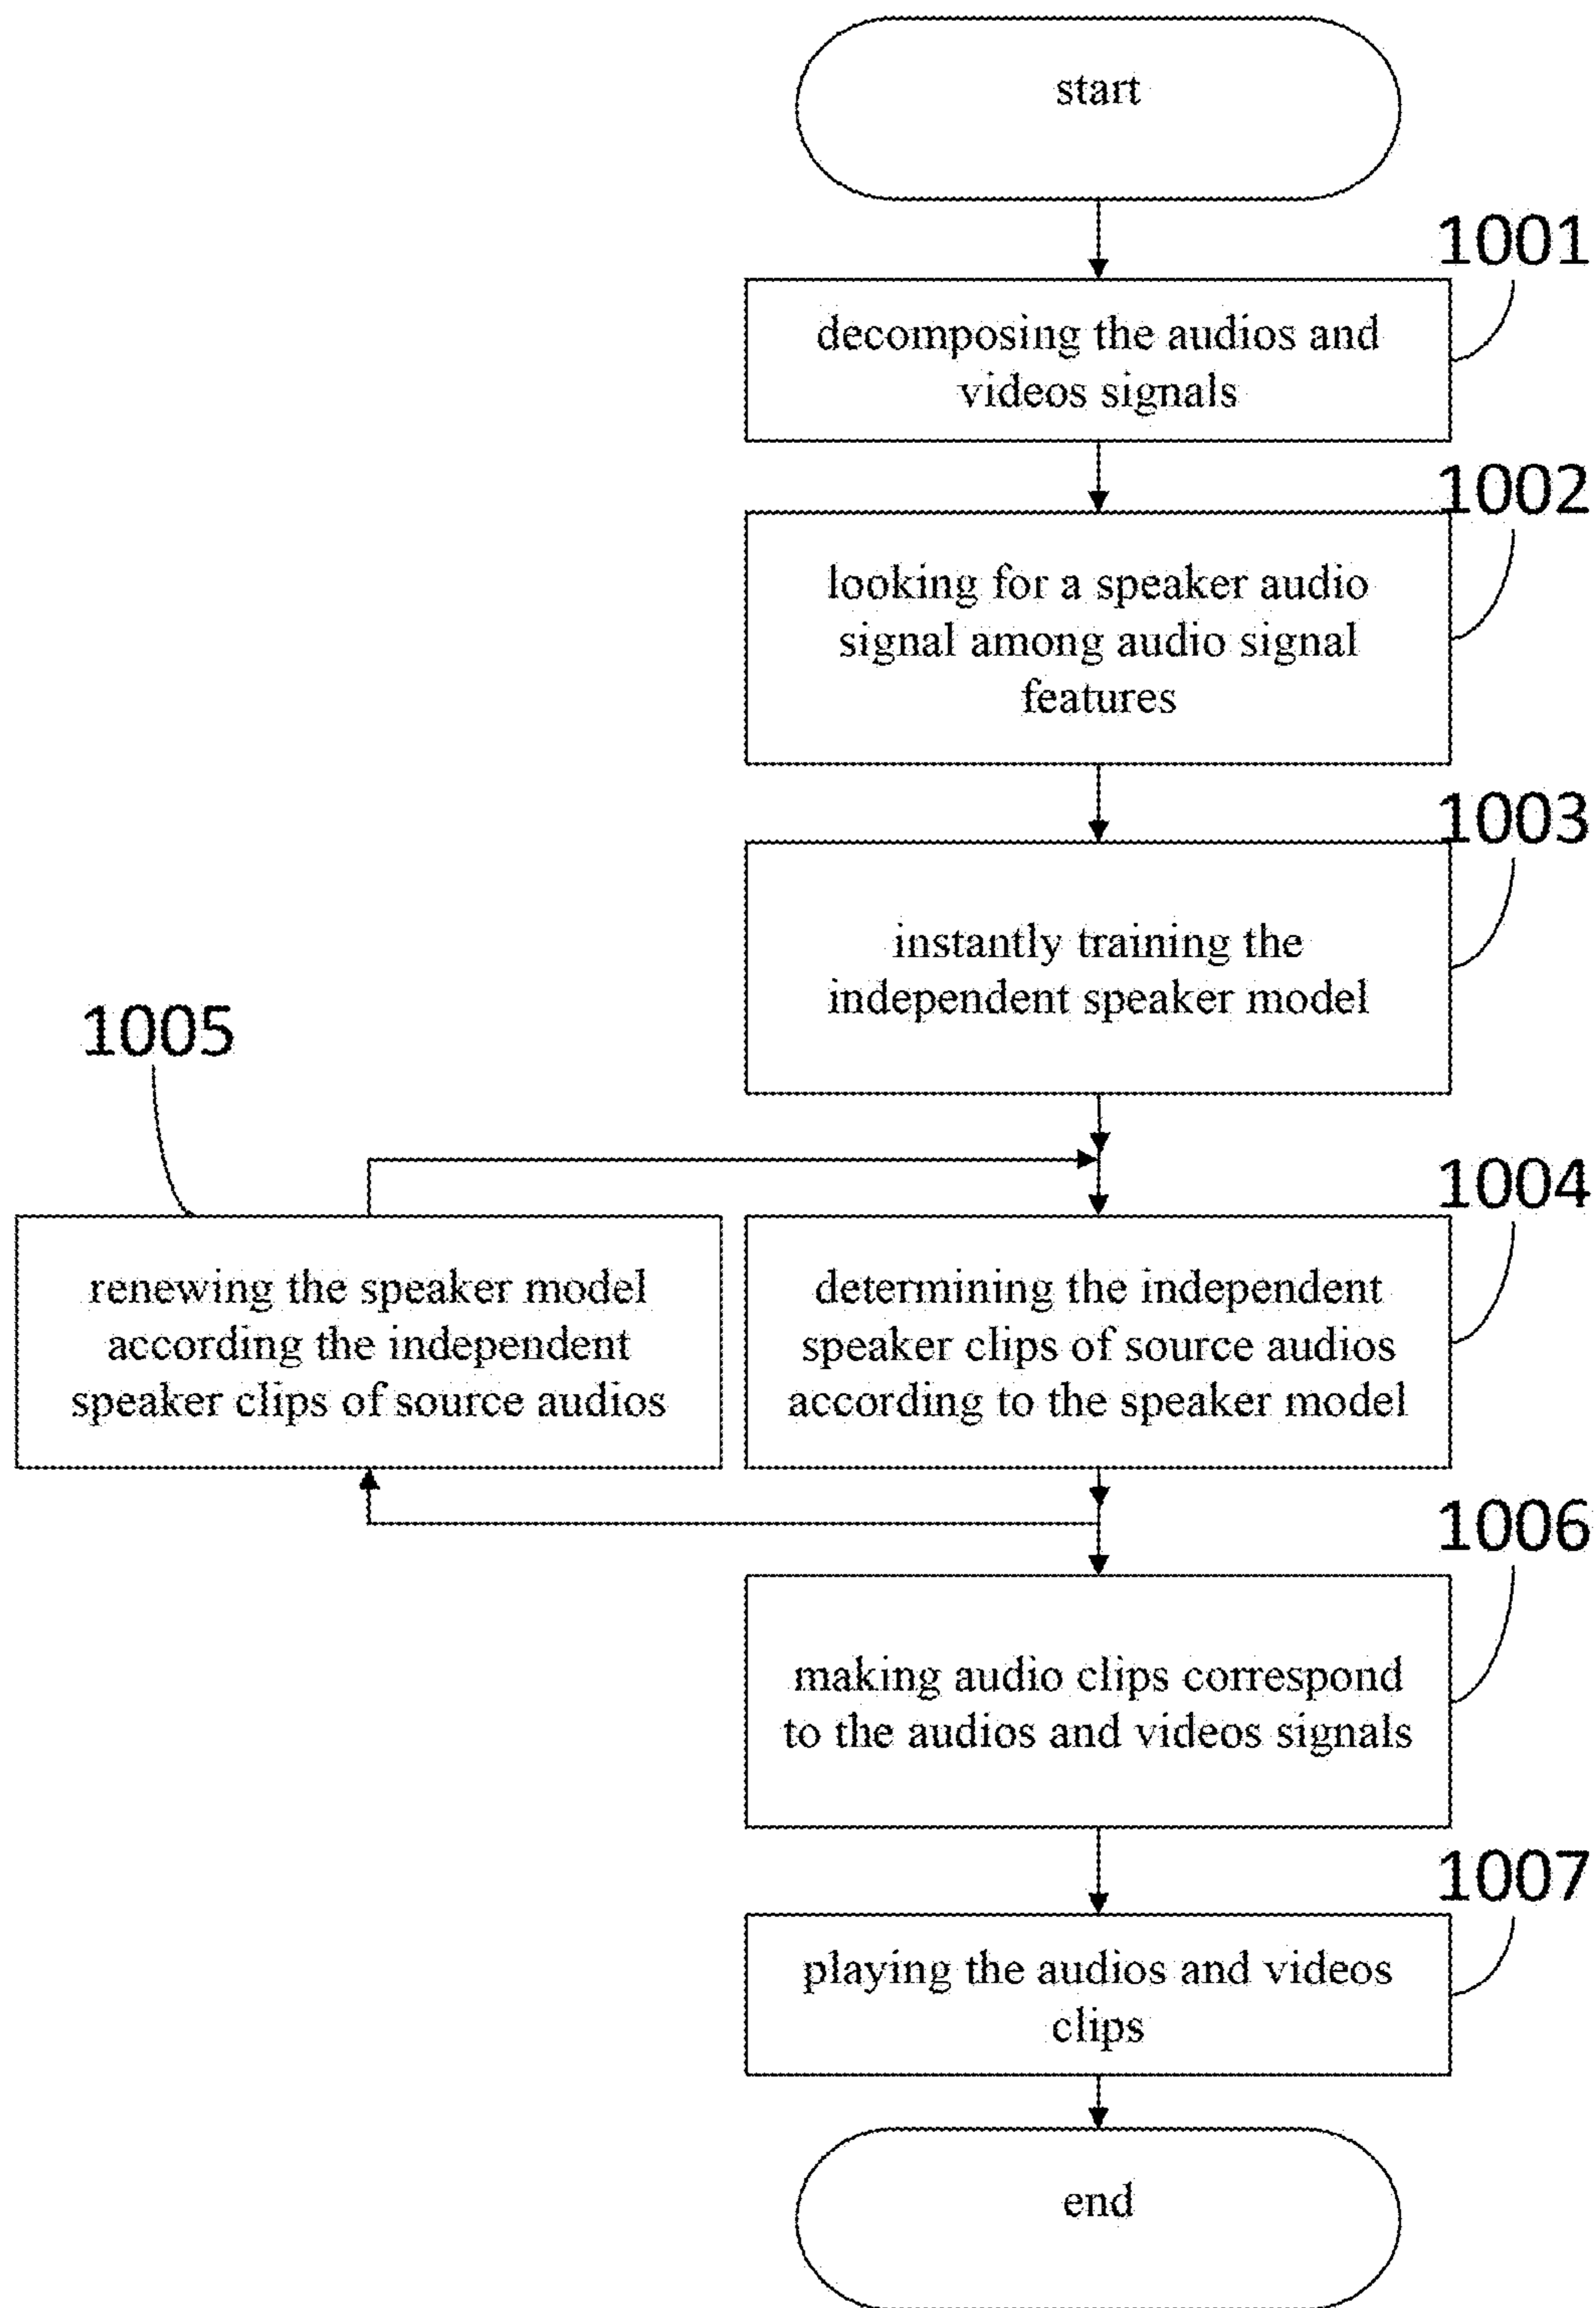 start
1001
decomposing the audios and
videos signals
1002
looking for a speaker audio
signal among audio signal
features
1003
instantly training the
independent speaker model
1005
renewing the speaker model
according the independent
speaker clips of source audios
1004
determining the independent
speaker clips of source audios
according to the speaker model
1006
making audio clips correspond
to the audios and videos signals
1007
playing the audios and videos
clips
end